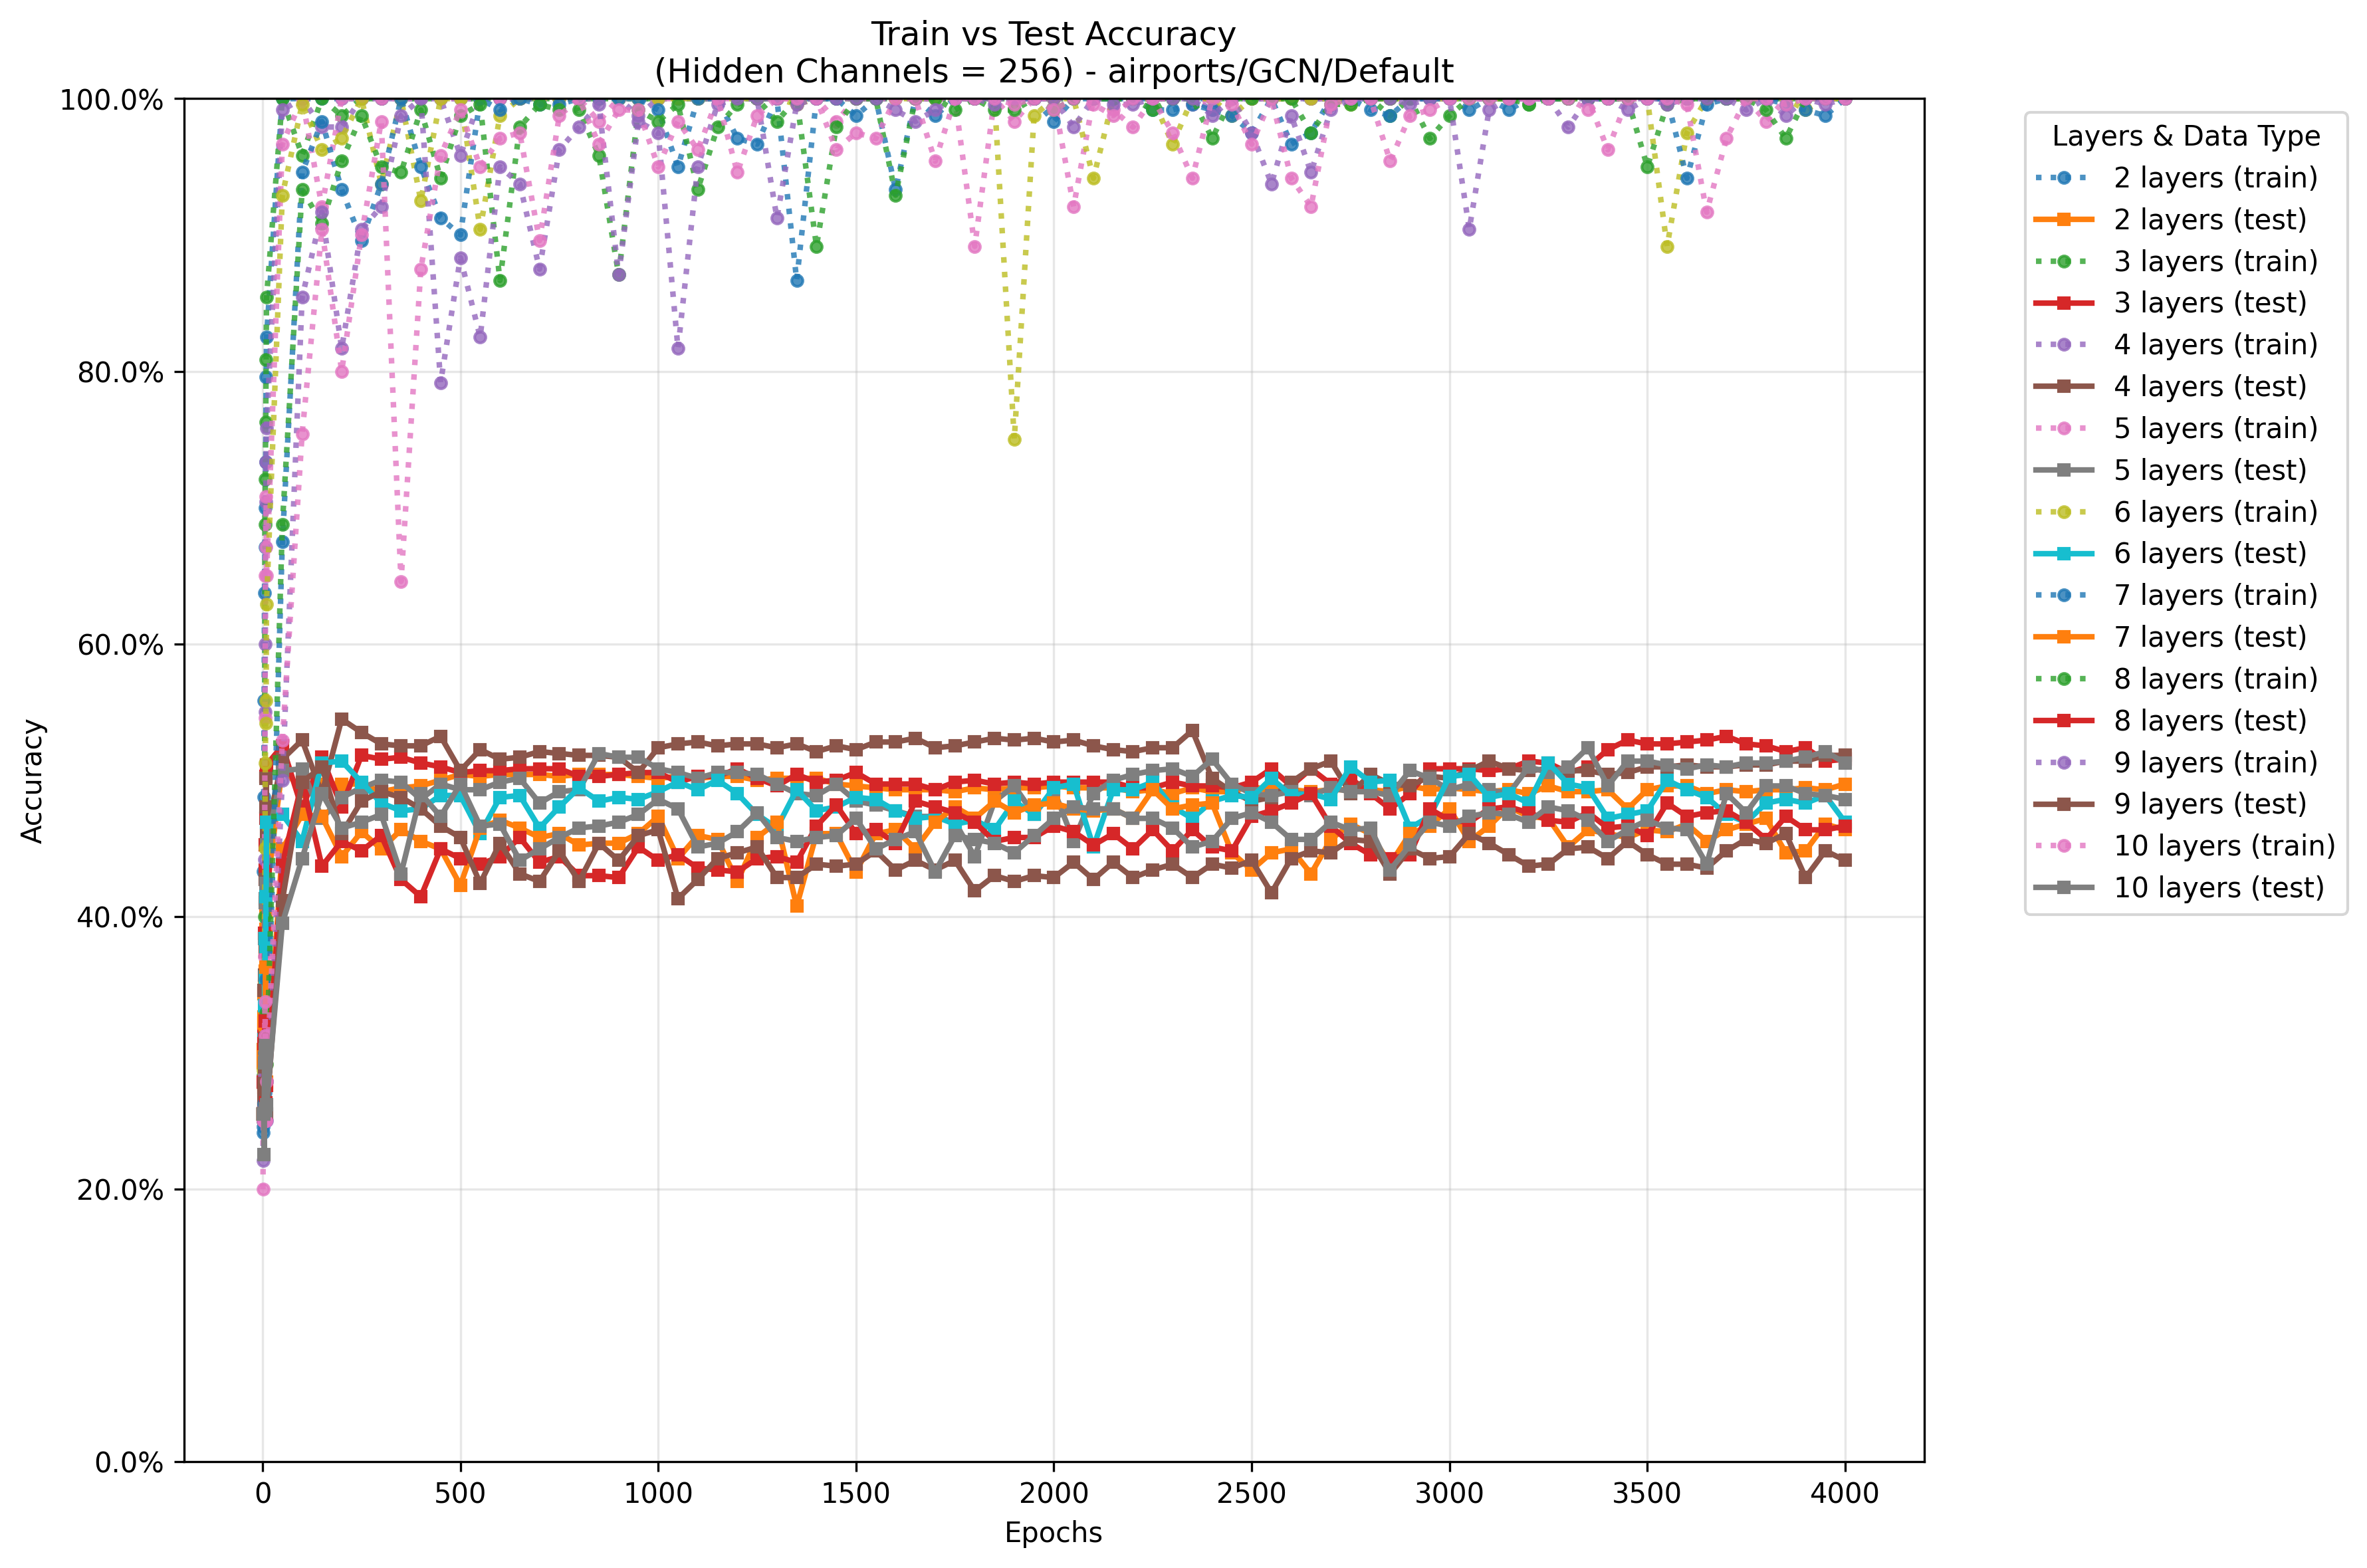 Train vs Test Accuracy
(Hidden Channels = 256) - airports/GCN/Default
100.0%
80.0%
60.0%
40.0%
20.0%
0.0%
Accuracy
0 500 1000 1500 2000 2500 3000 3500 4000
Epochs
Layers & Data Type
2 layers (train)
2 layers (test)
3 layers (train)
3 layers (test)
4 layers (train)
4 layers (test)
5 layers (train)
5 layers (test)
6 layers (train)
6 layers (test)
7 layers (train)
7 layers (test)
8 layers (train)
8 layers (test)
9 layers (train)
9 layers (test)
10 layers (train)
10 layers (test)